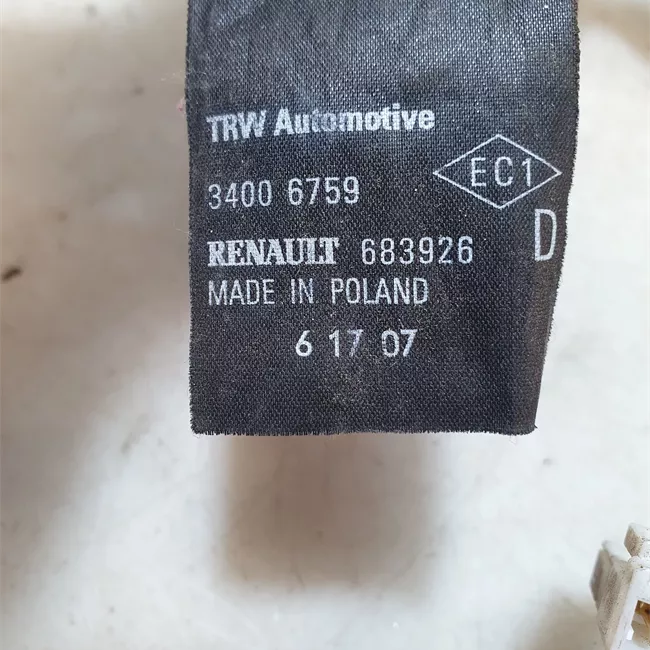 TRW Automotive
EC1
3400 6759
D
RENAULT 683926
MADE IN POLAND
6 17 07